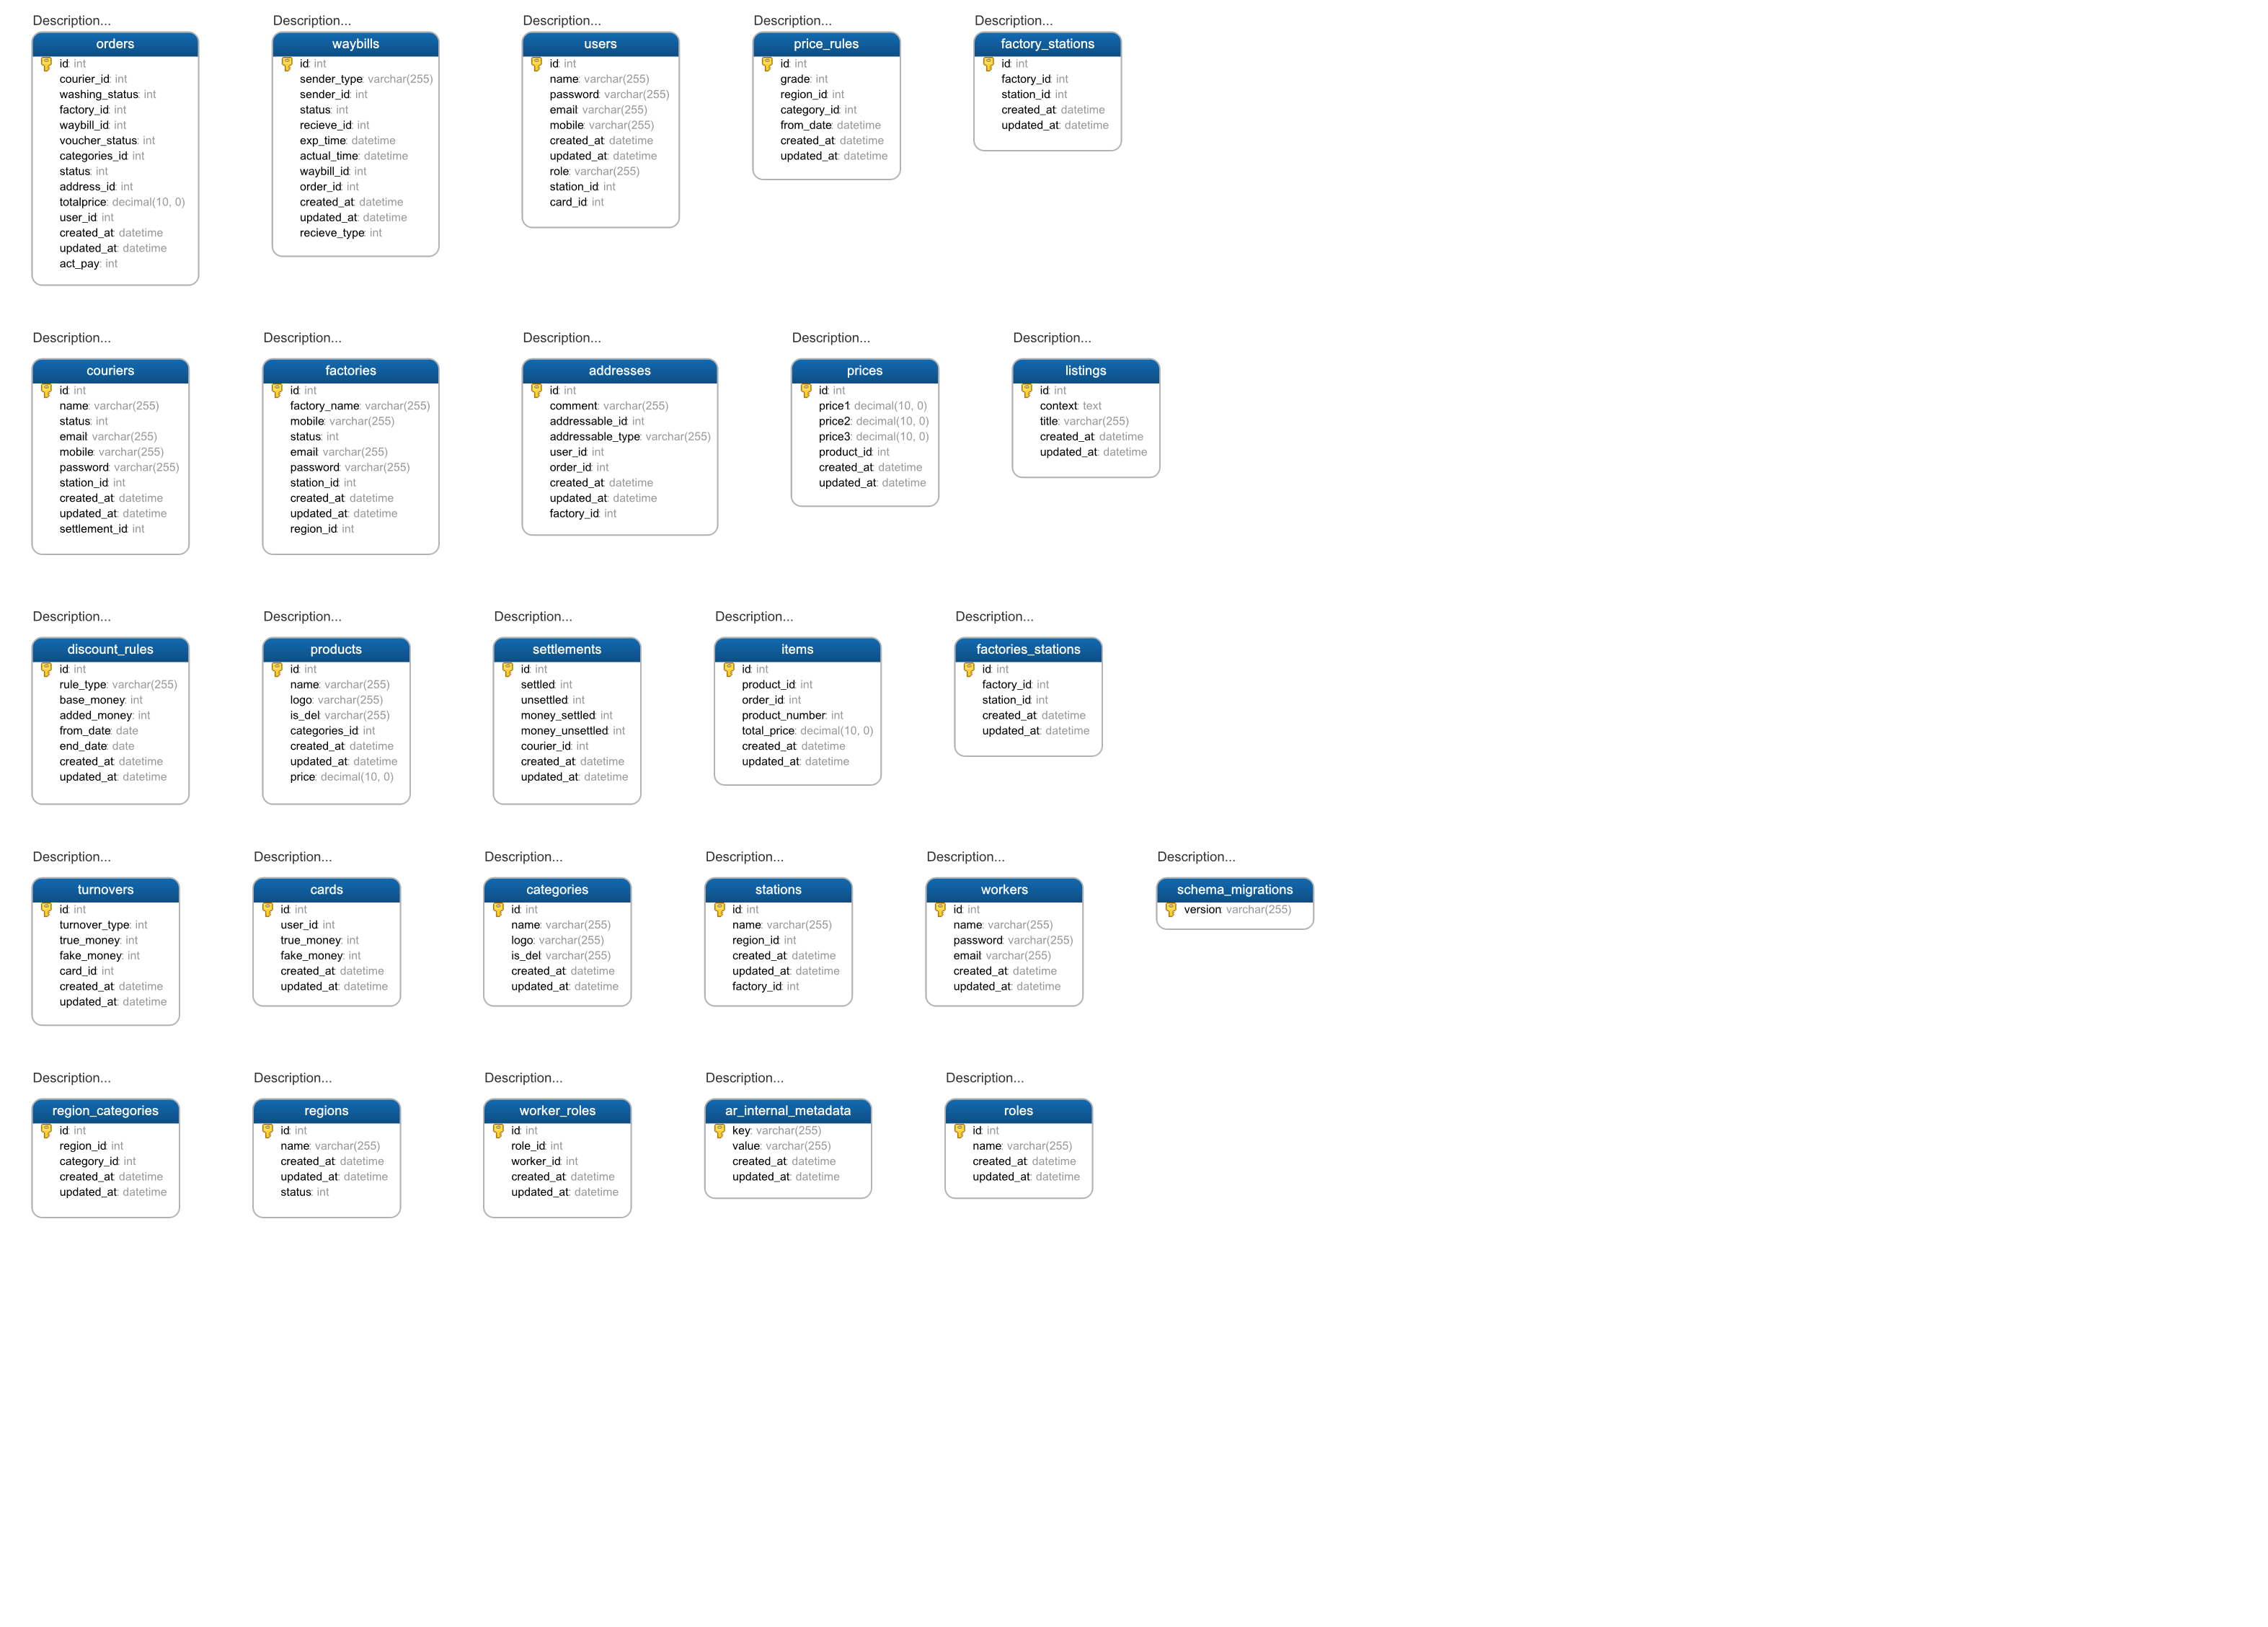 Description...
orders
id: int
courier_id: int
washing_status: int
factory_id: int
waybill_id: int
voucher_status: int
categories_id: int
status: int
address_id: int
totalprice: decimal(10, 0)
user_id: int
created_at: datetime
updated_at: datetime
act_pay: int
Description...
waybills
id: int
sender_type: varchar(255)
sender_id: int
status: int
recieve_id: int
exp_time: datetime
actual_time: datetime
waybill_id: int
order_id: int
created_at: datetime
updated_at: datetime
recieve_type: int
Description...
users
id: int
name: varchar(255)
password: varchar(255)
email: varchar(255)
mobile: varchar(255)
created_at: datetime
updated_at: datetime
role: varchar(255)
station_id: int
card_id: int
Description...
price_rules
id: int
grade: int
region_id: int
category_id: int
from_date: datetime
created_at: datetime
updated_at: datetime
Description...
factory_stations
id: int
factory_id: int
station_id: int
created_at: datetime
updated_at: datetime
Description...
couriers
id: int
name: varchar(255)
status: int
email: varchar(255)
mobile: varchar(255)
password: varchar(255)
station_id: int
created_at: datetime
updated_at: datetime
settlement_id: int
Description...
factories
id: int
factory_name: varchar(255)
mobile: varchar(255)
status: int
email: varchar(255)
password: varchar(255)
station_id: int
created_at: datetime
updated_at: datetime
region_id: int
Description...
addresses
id: int
comment: varchar(255)
addressable_id: int
addressable_type: varchar(255)
user_id: int
order_id: int
created_at: datetime
updated_at: datetime
factory_id: int
Description...
prices
id: int
price1: decimal(10, 0)
price2: decimal(10, 0)
price3: decimal(10, 0)
product_id: int
created_at: datetime
updated_at: datetime
Description...
listings
id: int
context: text
title: varchar(255)
created_at: datetime
updated_at: datetime
Description...
discount_rules
id: int
rule_type: varchar(255)
base_money: int
added_money: int
from_date: date
end_date: date
created_at: datetime
updated_at: datetime
Description...
products
id: int
name: varchar(255)
logo: varchar(255)
is_del: varchar(255)
categories_id: int
created_at: datetime
updated_at: datetime
price: decimal(10, 0)
Description...
settlements
id: int
settled: int
unsettled: int
money_settled: int
money_unsettled: int
courier_id: int
created_at: datetime
updated_at: datetime
Description...
items
id: int
product_id: int
order_id: int
product_number: int
total_price: decimal(10, 0)
created_at: datetime
updated_at: datetime
Description...
factories_stations
id: int
factory_id: int
station_id: int
created_at: datetime
updated_at: datetime
Description...
turnovers
id: int
turnover_type: int
true_money: int
fake_money: int
card_id: int
created_at: datetime
updated_at: datetime
Description...
cards
id: int
user_id: int
true_money: int
fake_money: int
created_at: datetime
updated_at: datetime
Description...
categories
id: int
name: varchar(255)
logo: varchar(255)
is_del: varchar(255)
created_at: datetime
updated_at: datetime
Description...
stations
id: int
name: varchar(255)
region_id: int
created_at: datetime
updated_at: datetime
factory_id: int
Description...
workers
id: int
name: varchar(255)
password: varchar(255)
email: varchar(255)
created_at: datetime
updated_at: datetime
Description...
schema_migrations
version: varchar(255)
Description...
region_categories
id: int
region_id: int
category_id: int
created_at: datetime
updated_at: datetime
Description...
regions
id: int
name: varchar(255)
created_at: datetime
updated_at: datetime
status: int
Description...
worker_roles
id: int
role_id: int
worker_id: int
created_at: datetime
updated_at: datetime
Description...
ar_internal_metadata
key: varchar(255)
value: varchar(255)
created_at: datetime
updated_at: datetime
Description...
roles
id: int
name: varchar(255)
created_at: datetime
updated_at: datetime